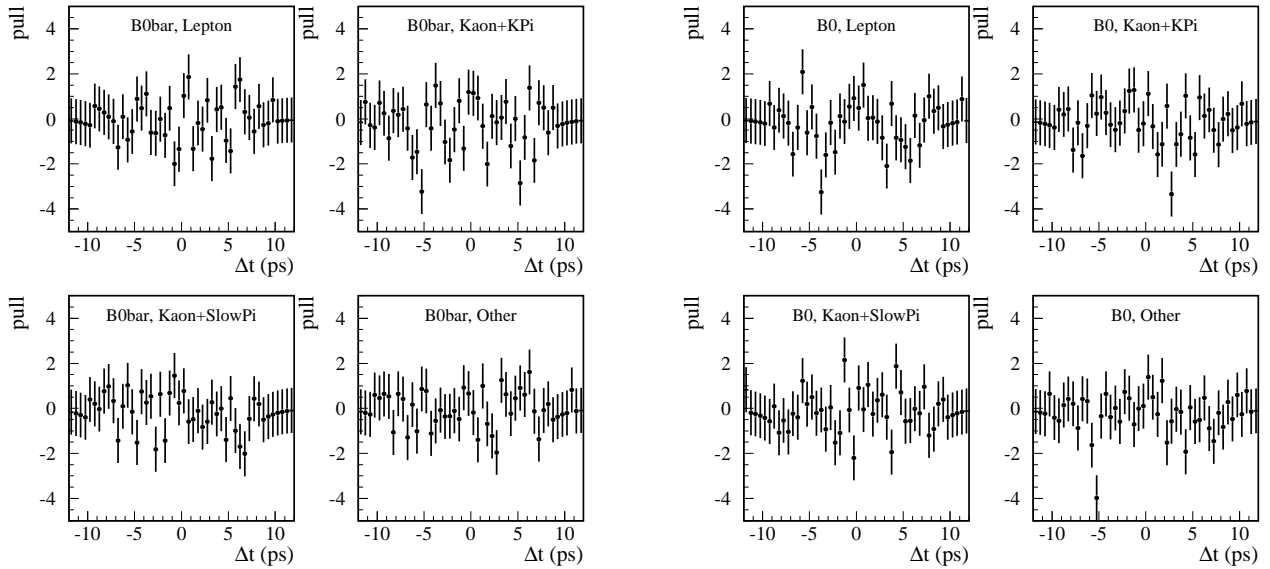 pull
4
2
0
-2
-4
B0bar, Lepton
-10 -5 0 5 10
Δt (ps)
pull
4
2
0
-2
-4
B0bar, Kaon+KPi
-10 -5 0 5 10
Δt (ps)
pull
4
2
0
-2
-4
B0, Lepton
-10 -5 0 5 10
Δt (ps)
pull
4
2
0
-2
-4
B0, Kaon+KPi
-10 -5 0 5 10
Δt (ps)
pull
4
2
0
-2
-4
B0bar, Kaon+SlowPi
-10 -5 0 5 10
Δt (ps)
pull
4
2
0
-2
-4
B0bar, Other
-10 -5 0 5 10
Δt (ps)
pull
4
2
0
-2
-4
B0, Kaon+SlowPi
-10 -5 0 5 10
Δt (ps)
pull
4
2
0
-2
-4
B0, Other
-10 -5 0 5 10
Δt (ps)